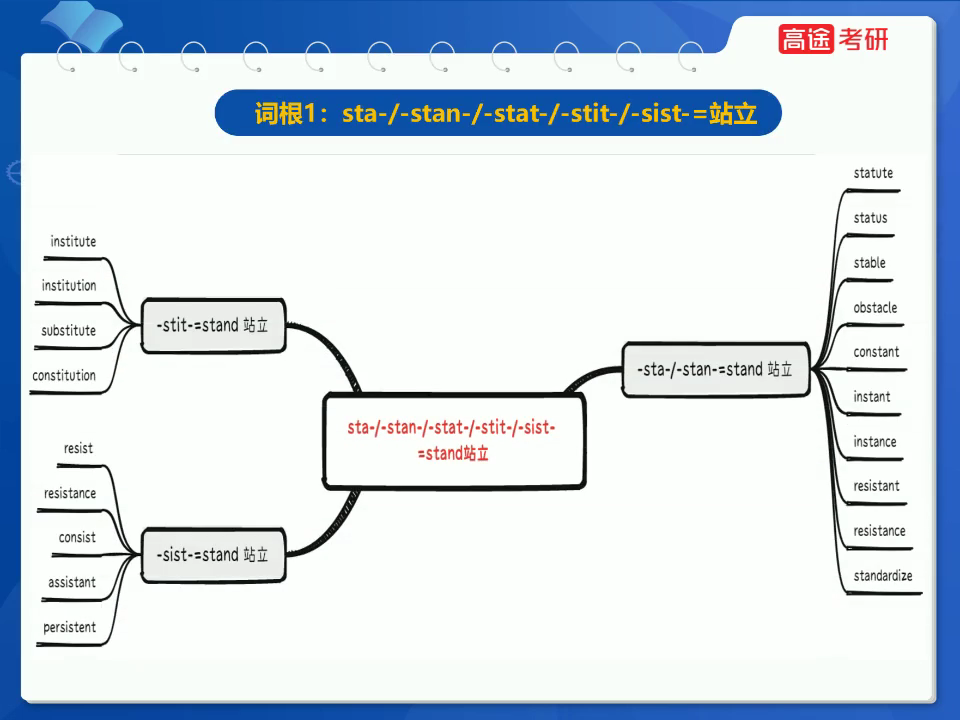 高途考研
词根1：sta-/-stan-/-stat-/-stit-/-sist-=站立
institute
institution
substitute
constitution
-stit-=stand 站立
resist
resistance
consist
assistant
persistent
-sist-=stand 站立
sta-/-stan-/-stat-/-stit-/-sist-
=stand站立
-sta-/-stan-=stand 站立
statute
status
stable
obstacle
constant
instant
instance
resistant
resistance
standardize